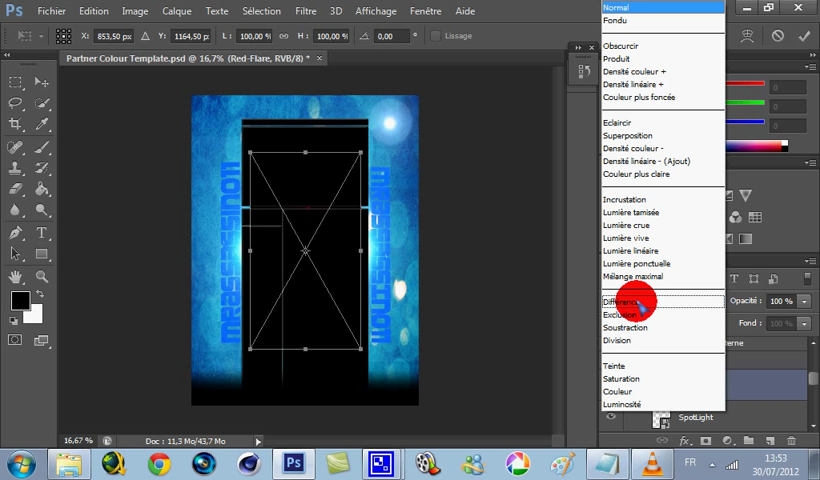 Ps Fichier Edition Image Calque Texte Sélection Filtre 3D Affichage Fenêtre Aide
X: 853,50 px Y: 1164,50 px L: 100,00 % H: 100,00 % 0,00 ° Lissage
Partner Colour Template.psd @ 16,7% (Red-Flare, RVB/8) * ×
Normal
Fondu
Obscurcir
Produit
Densité couleur +
Densité linéaire +
Couleur plus foncée
Eclaircir
Superposition
Densité couleur -
Densité linéaire - (Ajout)
Couleur plus claire
Incrustation
Lumière tamisée
Lumière crue
Lumière vive
Lumière linéaire
Lumière ponctuelle
Mélange maximal
Différence
Exclusion
Soustraction
Division
Teinte
Saturation
Couleur
Luminosité
0
0
0
Opacité : 100 %
Fond : 100 %
erne
SpotLight
16,67 % Doc : 11,3 Mo/43,7 Mo
FR 13:53
30/07/2012